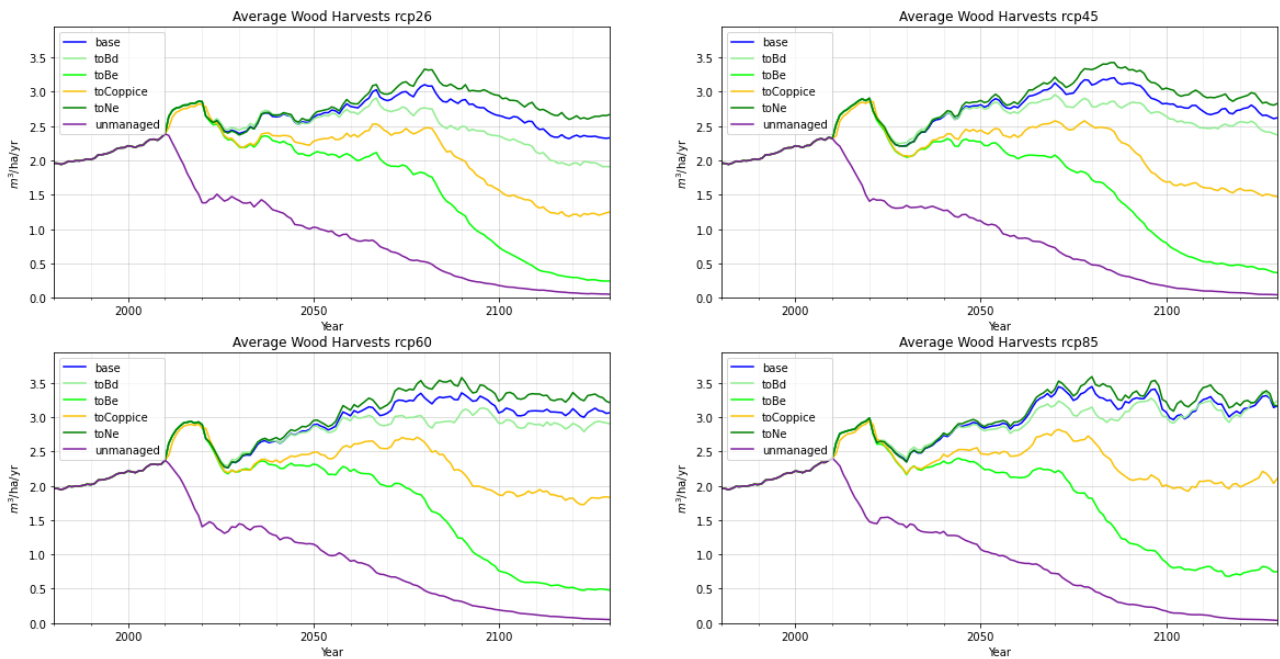 Average Wood Harvests rcp26
base
toBd
toBe
toCoppice
toNe
unmanaged
m³/ha/yr
3.5
3.0
2.5
2.0
1.5
1.0
0.5
0.0
2000
2050
2100
Year
Average Wood Harvests rcp45
base
toBd
toBe
toCoppice
toNe
unmanaged
m³/ha/yr
3.5
3.0
2.5
2.0
1.5
1.0
0.5
0.0
2000
2050
2100
Year
Average Wood Harvests rcp60
base
toBd
toBe
toCoppice
toNe
unmanaged
m³/ha/yr
3.5
3.0
2.5
2.0
1.5
1.0
0.5
0.0
2000
2050
2100
Year
Average Wood Harvests rcp85
base
toBd
toBe
toCoppice
toNe
unmanaged
m³/ha/yr
3.5
3.0
2.5
2.0
1.5
1.0
0.5
0.0
2000
2050
2100
Year